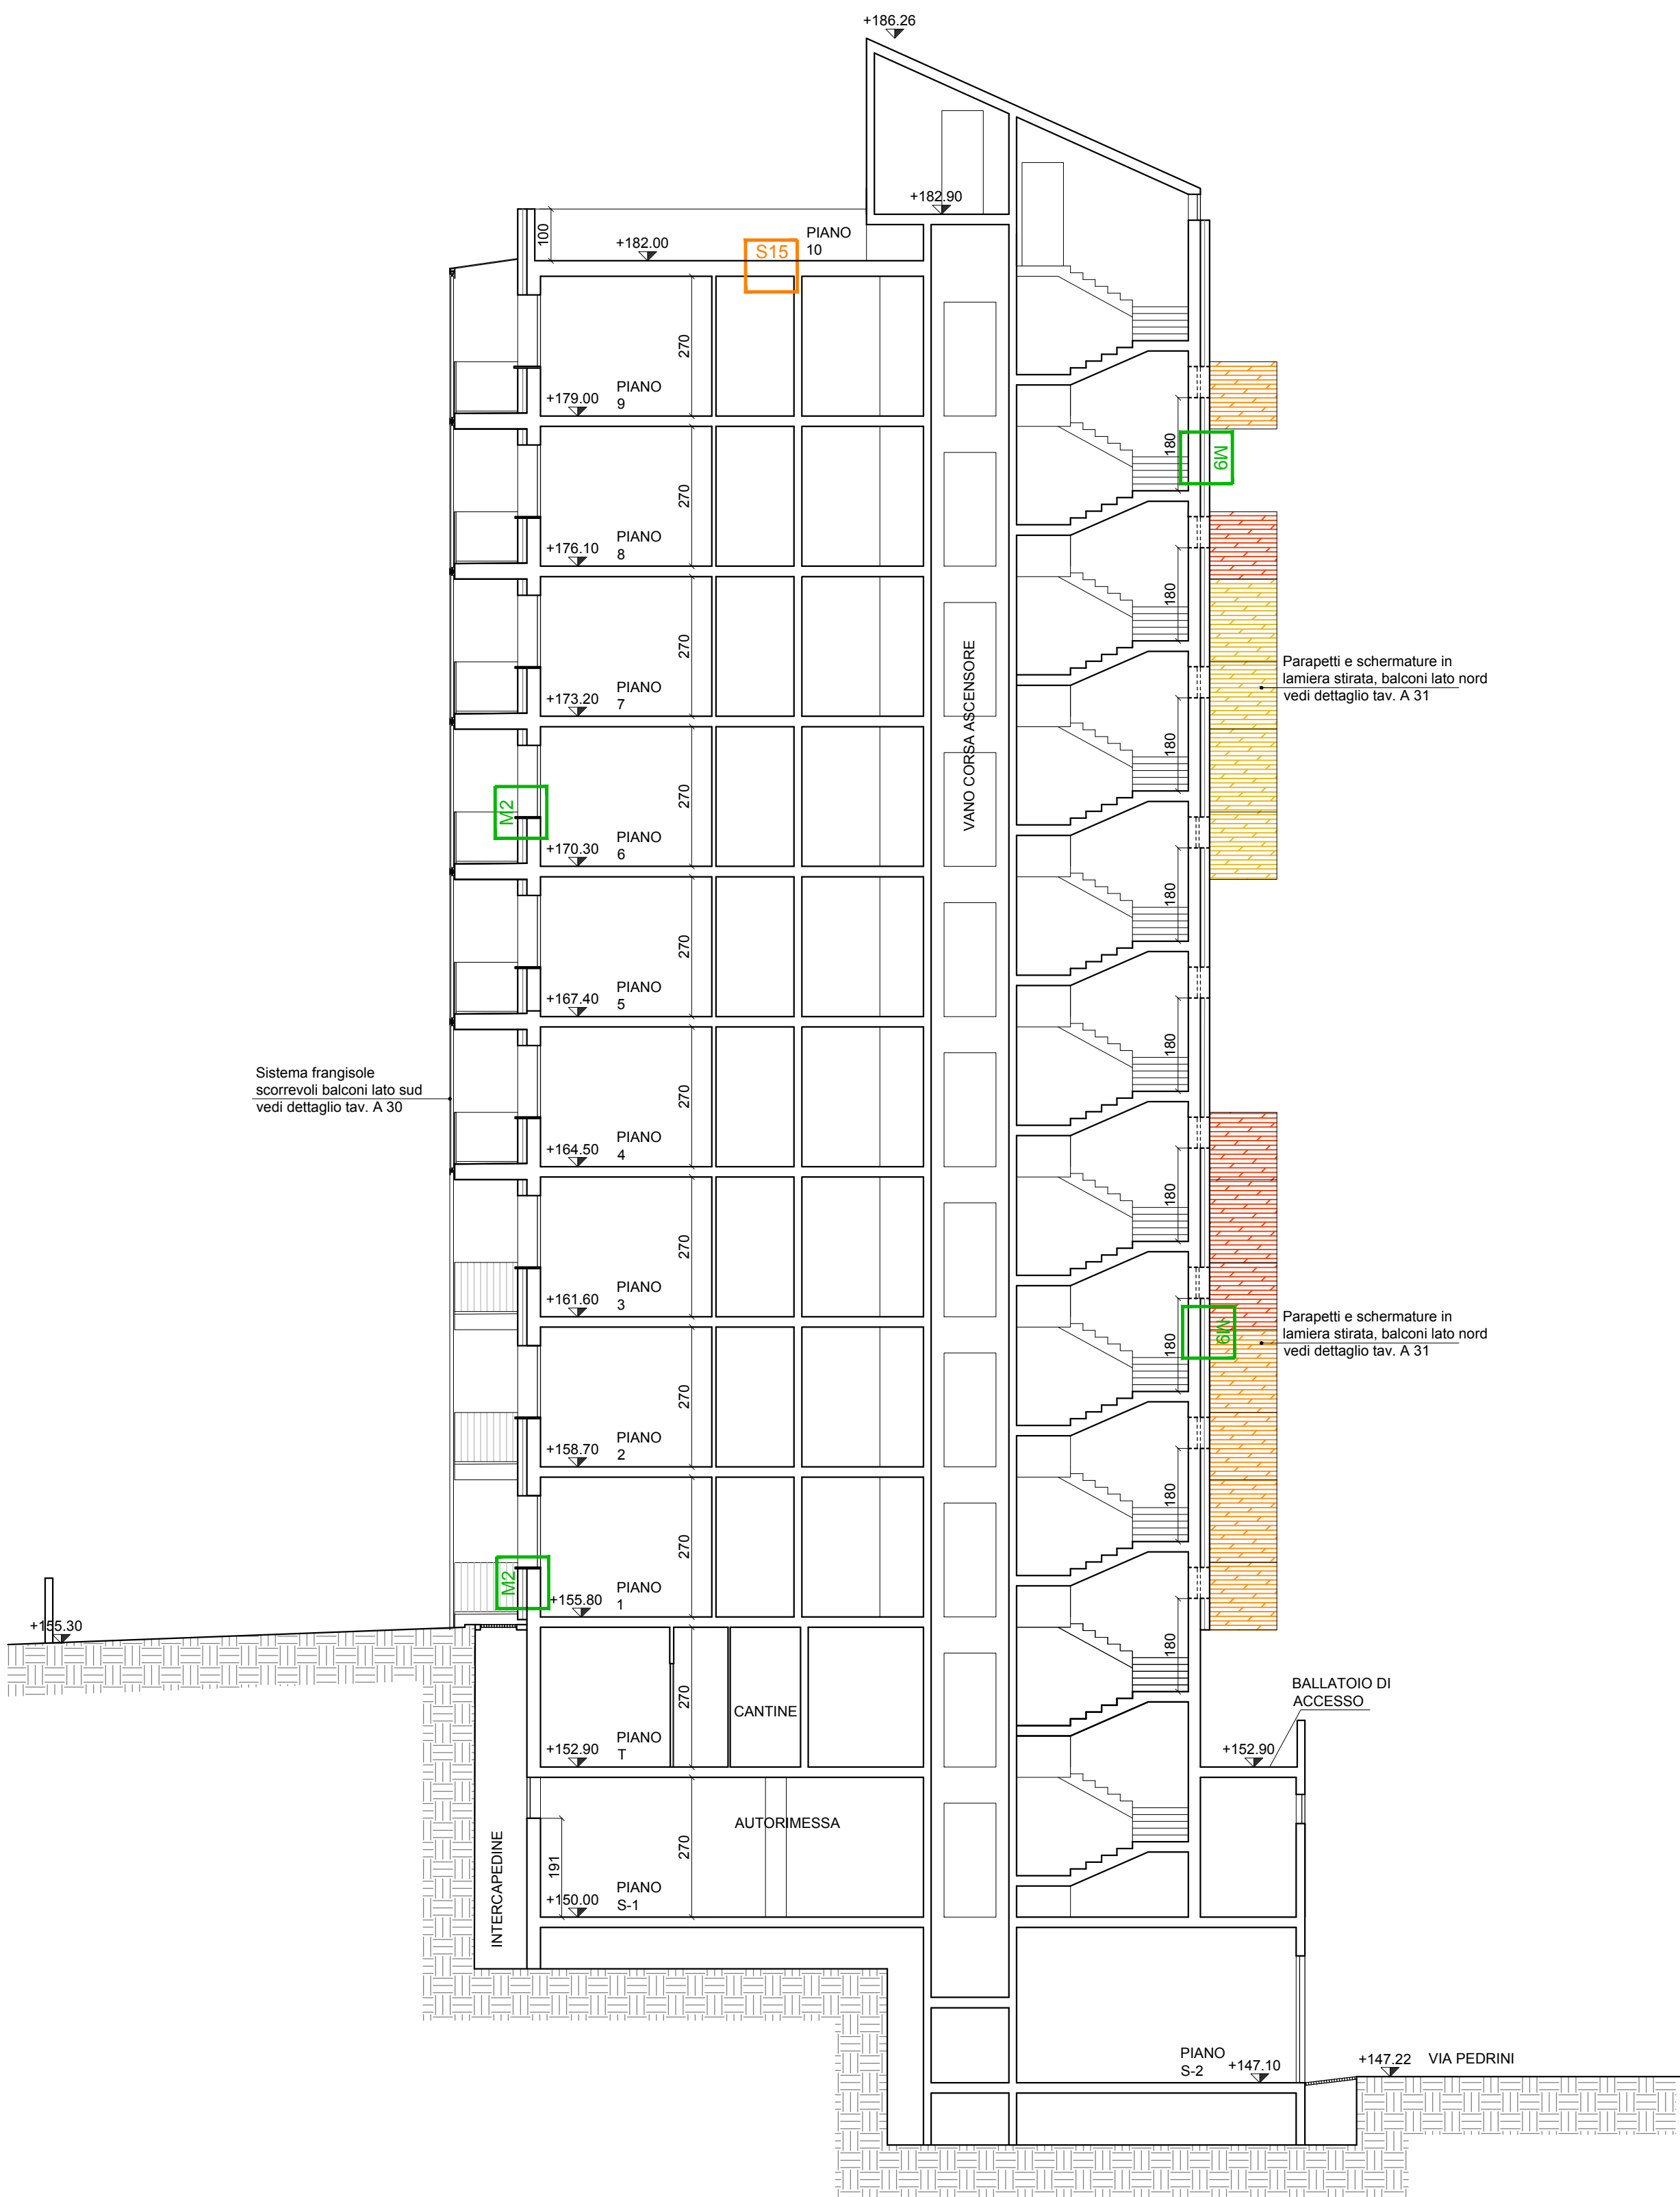 +186.26
+182.90
100
+182.00
S15
PIANO
10
270
PIANO
+179.00
9
180
M9
270
PIANO
+176.10
8
180
270
PIANO
+173.20
7
180
VANO CORSA ASCENSORE
Parapetti e schermature in
lamiera stirata, balconi lato nord
vedi dettaglio tav. A 31
M2
270
PIANO
+170.30
6
180
270
PIANO
+167.40
5
180
Sistema frangisole
scorrevoli balconi lato sud
vedi dettaglio tav. A 30
270
PIANO
+164.50
4
180
270
PIANO
+161.60
3
180
M9
Parapetti e schermature in
lamiera stirata, balconi lato nord
vedi dettaglio tav. A 31
270
PIANO
+158.70
2
180
270
M2
PIANO
+155.80
1
180
+155.30
270
CANTINE
PIANO
+152.90
T
BALLATOIO DI
ACCESSO
+152.90
AUTORIMESSA
INTERCAPEDINE
191
270
PIANO
+150.00
S-1
PIANO
S-2
+147.10
+147.22
VIA PEDRINI